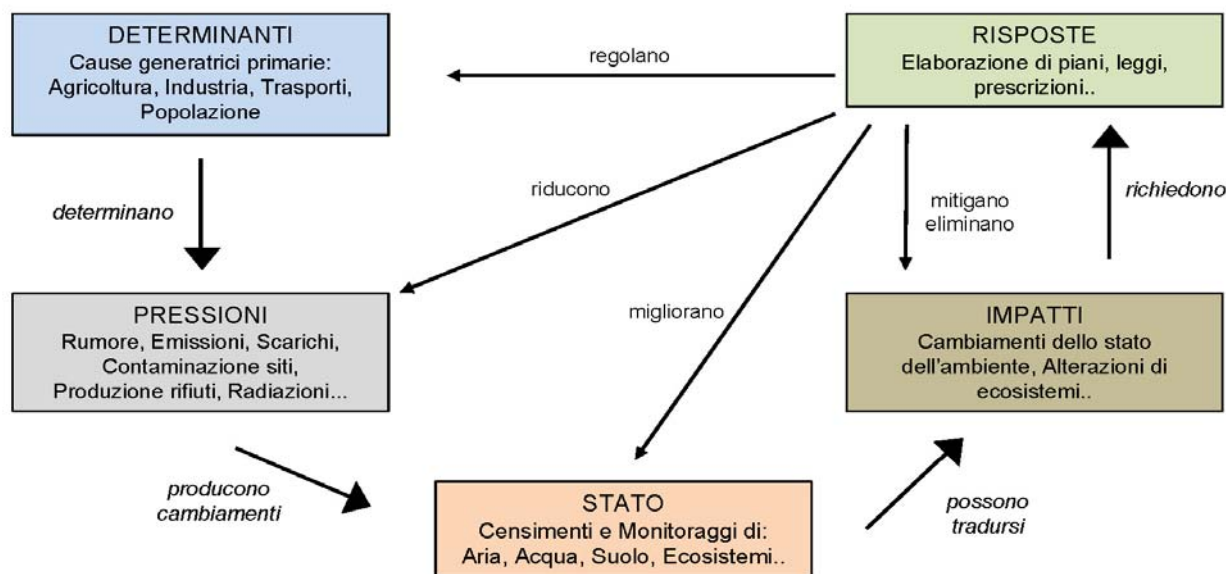 DETERMINANTI
Cause generatrici primarie:
Agricoltura, Industria, Trasporti,
Popolazione
regolano
RISPOSTE
Elaborazione di piani, leggi,
prescrizioni..
determinano
riducono
mitigano
eliminano
richiedono
PRESSIONI
Rumore, Emissioni, Scarichi,
Contaminazione siti,
Produzione rifiuti, Radiazioni...
migliorano
IMPATTI
Cambiamenti dello stato
dell'ambiente, Alterazioni di
ecosistemi..
producono
cambiamenti
STATO
Censimenti e Monitoraggi di:
Aria, Acqua, Suolo, Ecosistemi..
possono
tradursi